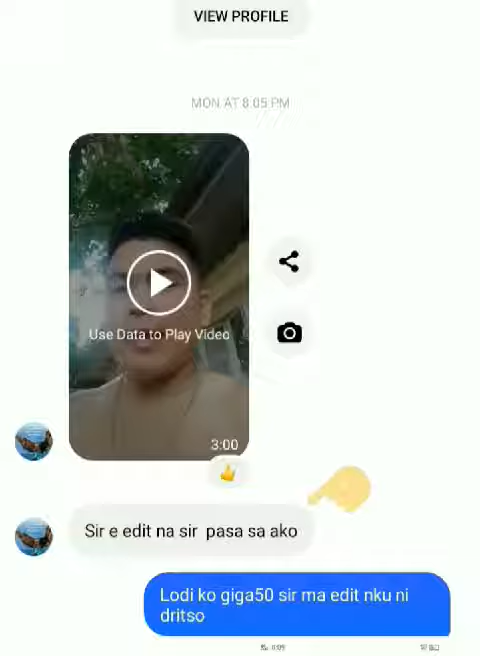 VIEW PROFILE
MON AT 8:05 PM
Use Data to Play Video
3:00
Sir e edit na sir pasa sa ako
Lodi ko giga50 sir ma edit nku ni
dritso